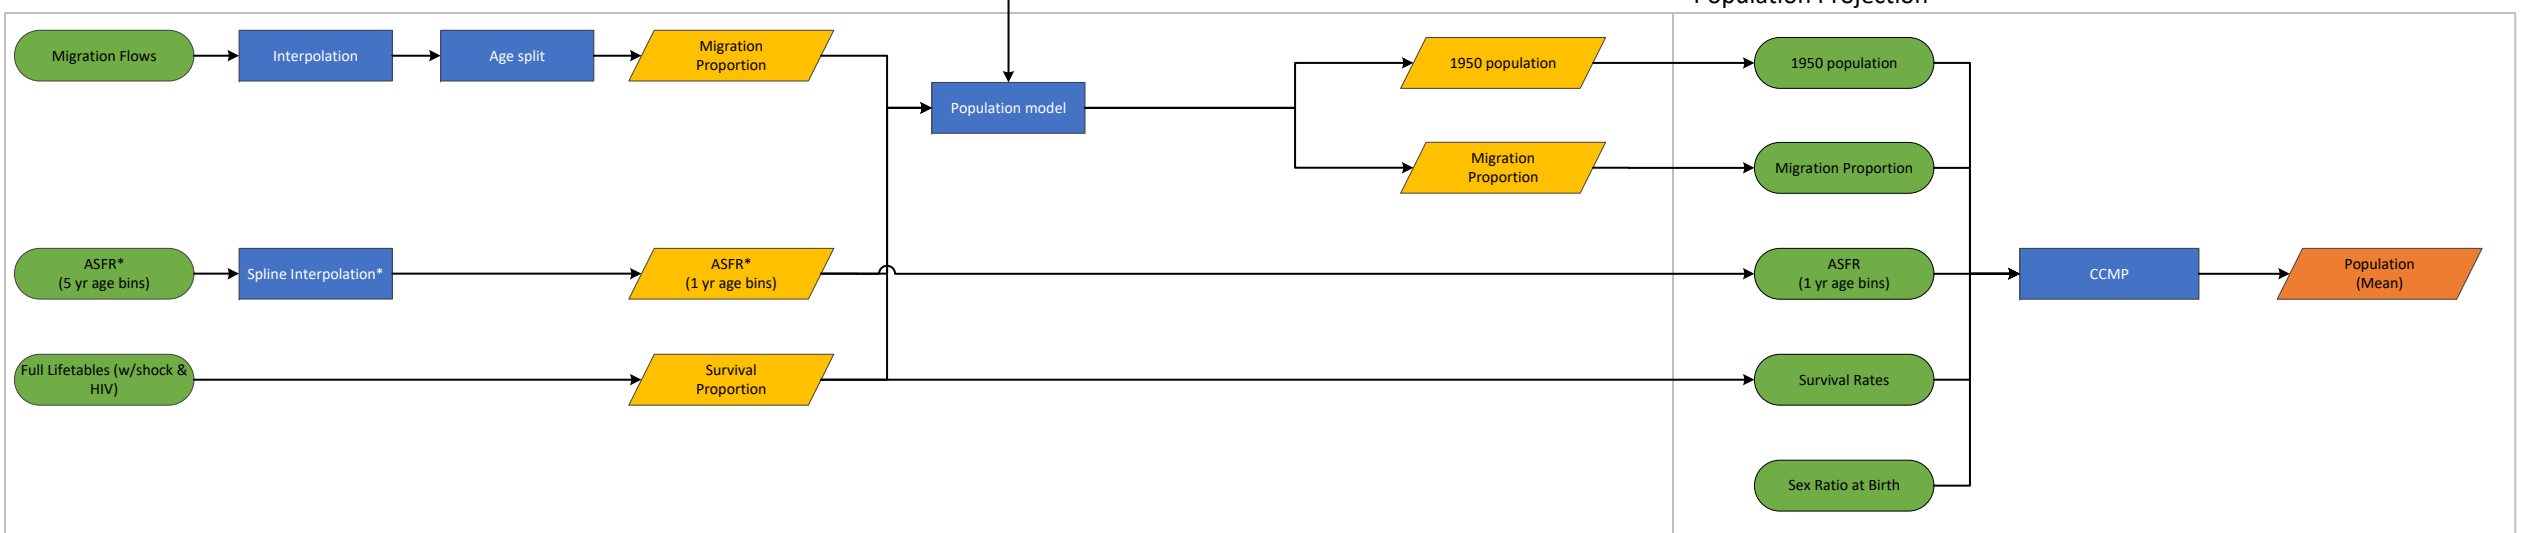 Population Projection
Migration Flows
Interpolation
Age split
Migration
Proportion
Population model
1950 population
1950 population
Migration
Proportion
Migration Proportion
ASFR*
(5 yr age bins)
Spline Interpolation*
ASFR*
(1 yr age bins)
ASFR
(1 yr age bins)
CCMP
Population
(Mean)
Full Lifetables (w/shock &
HIV)
Survival
Proportion
Survival Rates
Sex Ratio at Birth